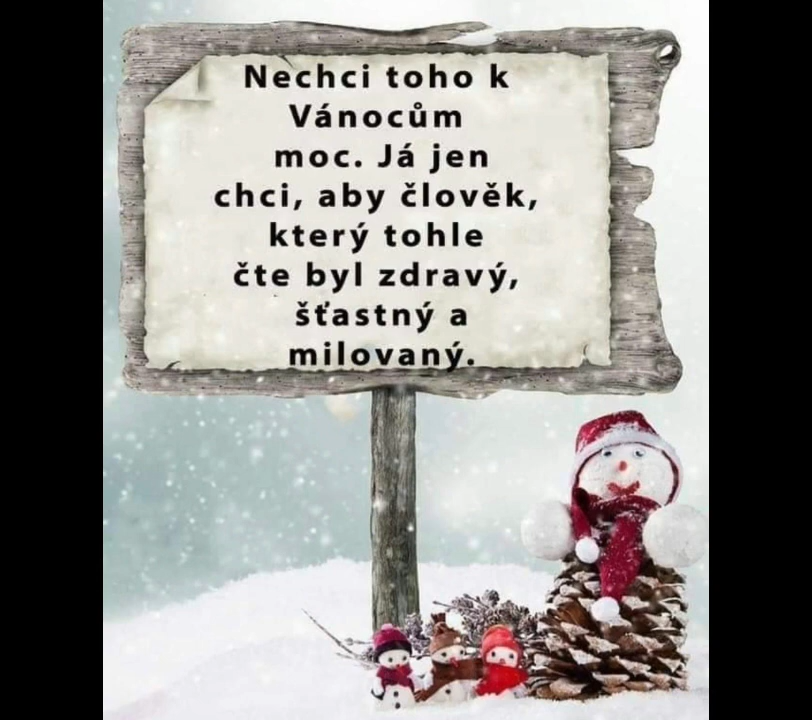 Nechci toho k
Vánocům
moc. Já jen
chci, aby člověk,
který tohle
čte byl zdravý,
šťastný a
milovaný.